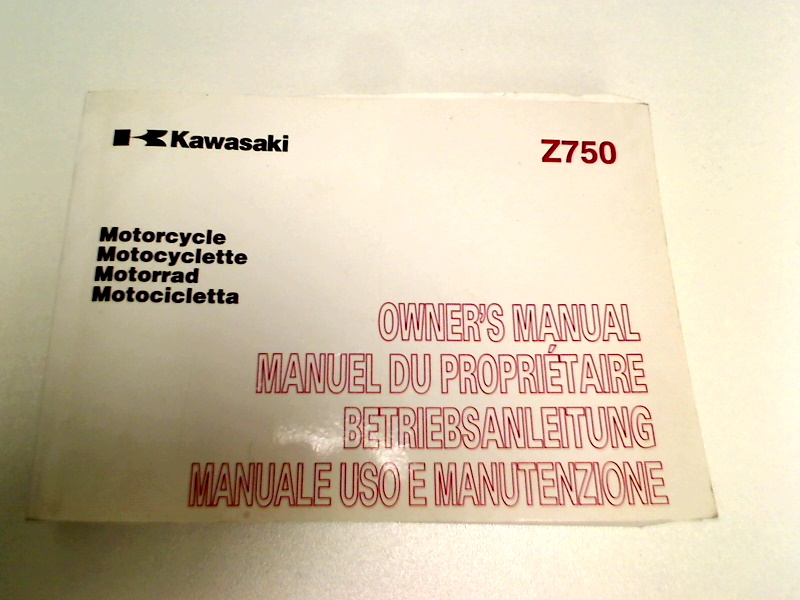 Kawasaki
Z750
Motorcycle
Motocyclette
Motorrad
Motocicletta
OWNER'S MANUAL
MANUEL DU PROPRIÉTAIRE
BETRIEBSANLEITUNG
MANUALE USO E MANUTENZIONE